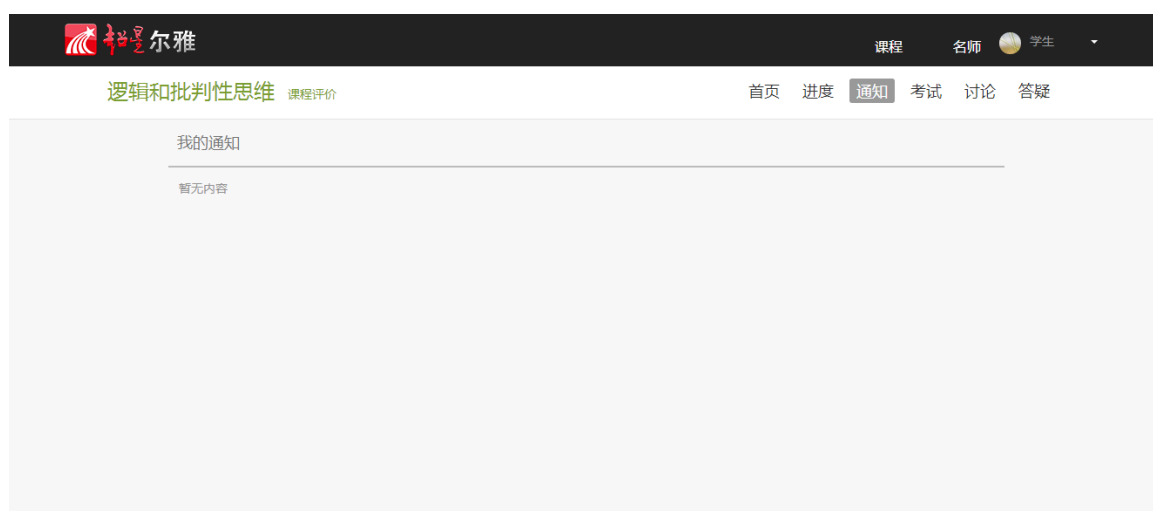 超星尔雅
课程 名师 学生
逻辑和批判性思维 课程评价 首页 进度 通知 考试 讨论 答疑
我的通知
暂无内容